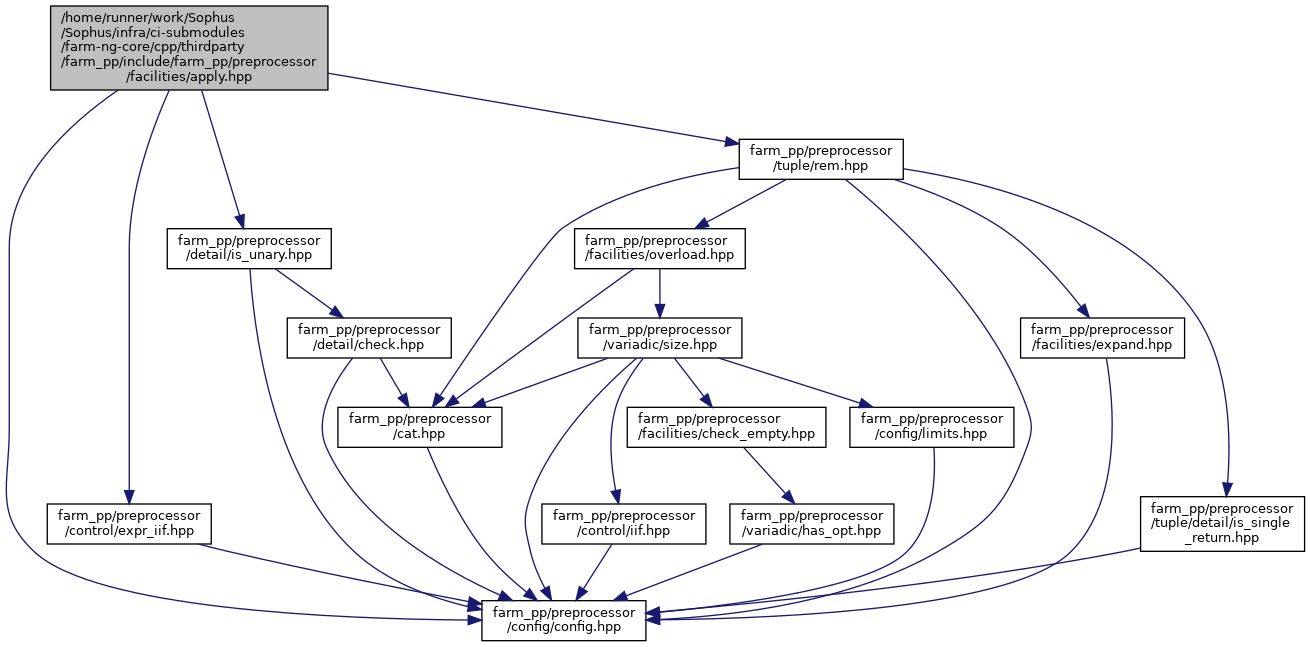 /home/runner/work/Sophus
/Sophus/infra/ci-submodules
/farm-ng-core/cpp/thirdparty
/farm_pp/include/farm_pp/preprocessor
/facilities/apply.hpp
farm_pp/preprocessor
/tuple/rem.hpp
farm_pp/preprocessor
/detail/is_unary.hpp
farm_pp/preprocessor
/facilities/overload.hpp
farm_pp/preprocessor
/detail/check.hpp
farm_pp/preprocessor
/variadic/size.hpp
farm_pp/preprocessor
/facilities/expand.hpp
farm_pp/preprocessor
/cat.hpp
farm_pp/preprocessor
/facilities/check_empty.hpp
farm_pp/preprocessor
/config/limits.hpp
farm_pp/preprocessor
/control/expr_iif.hpp
farm_pp/preprocessor
/control/iif.hpp
farm_pp/preprocessor
/variadic/has_opt.hpp
farm_pp/preprocessor
/tuple/detail/is_single
_return.hpp
farm_pp/preprocessor
/config/config.hpp